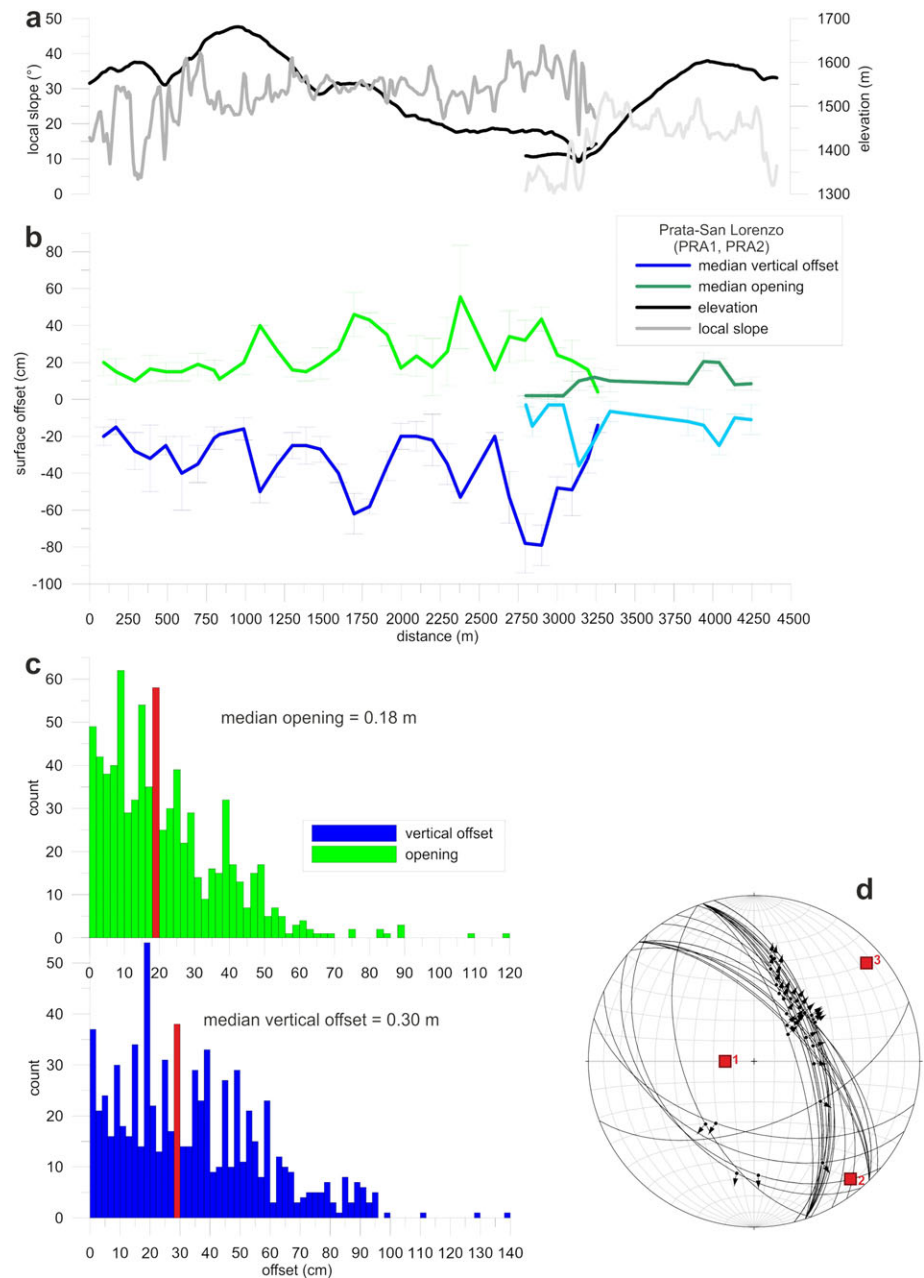 a
50
40
30
20
10
0
local slope (°)
1700
1600
1500
1400
1300
elevation (m)
b
Prata-San Lorenzo
(PRA1, PRA2)
median vertical offset
median opening
elevation
local slope
80
60
40
20
0
-20
-40
-60
-80
-100
surface offset (cm)
0 250 500 750 1000 1250 1500 1750 2000 2250 2500 2750 3000 3250 3500 3750 4000 4250 4500
distance (m)
c
60
50
40
30
20
10
0
count
median opening = 0.18 m
vertical offset
opening
0 10 20 30 40 50 60 70 80 90 100 110 120
50
40
30
20
10
0
count
median vertical offset = 0.30 m
0 10 20 30 40 50 60 70 80 90 100 110 120 130 140
offset (cm)
d
3
1
2